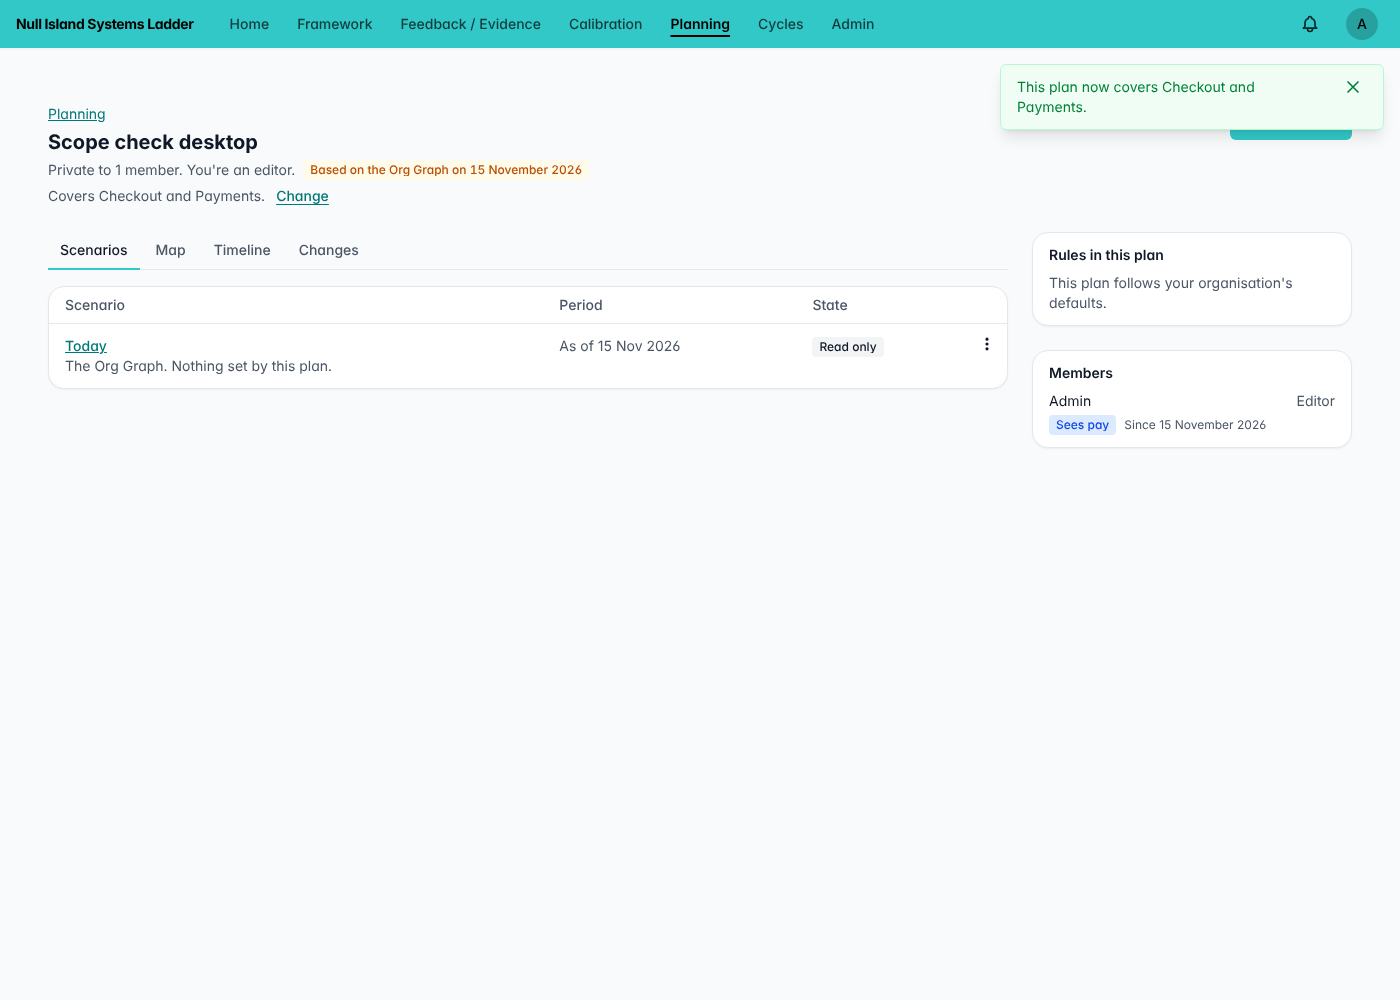 Null Island Systems Ladder
Home
Framework
Feedback / Evidence
Calibration
Planning
Cycles
Admin
A
This plan now covers Checkout and
Payments.
Planning
Scope check desktop
Private to 1 member. You're an editor.
Based on the Org Graph on 15 November 2026
Covers Checkout and Payments.
Change
Scenarios
Map
Timeline
Changes
Scenario
Period
State
Today
As of 15 Nov 2026
Read only
The Org Graph. Nothing set by this plan.
Rules in this plan
This plan follows your organisation's
defaults.
Members
Admin
Editor
Sees pay
Since 15 November 2026